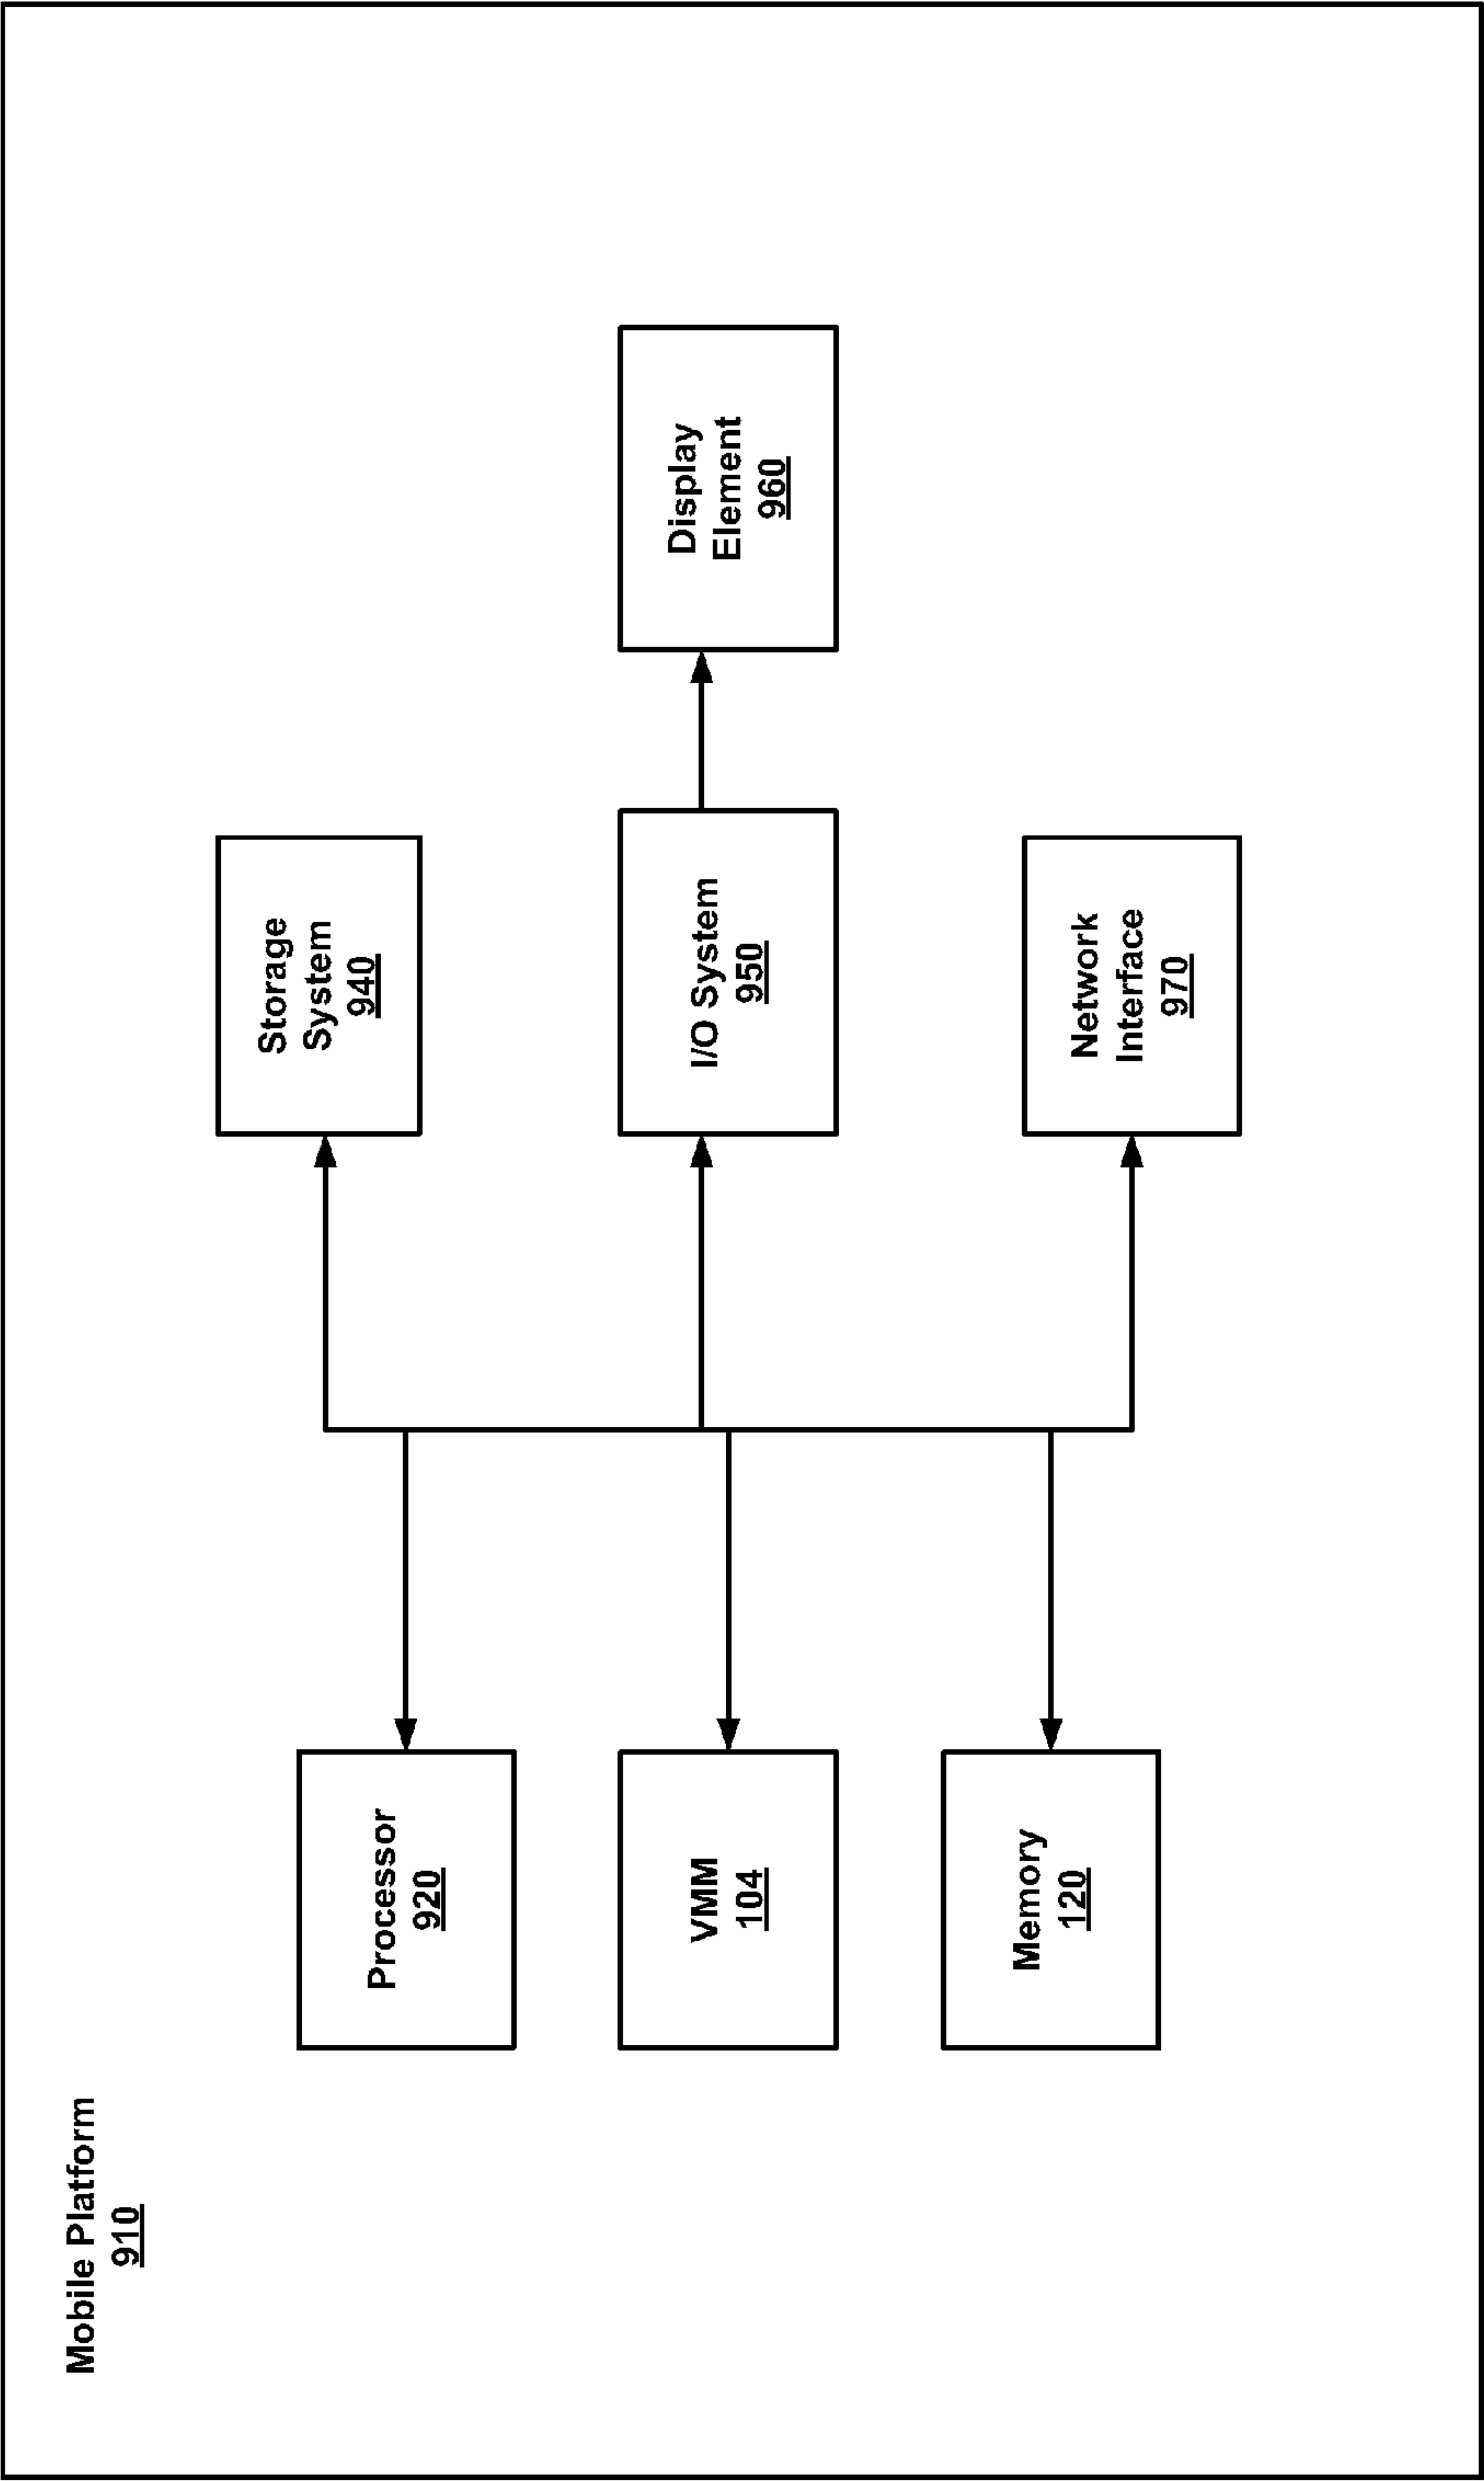 Mobile Platform
910
Processor
920
VMM
104
Memory
120
Storage
System
940
I/O System
950
Network
Interface
970
Display
Element
960